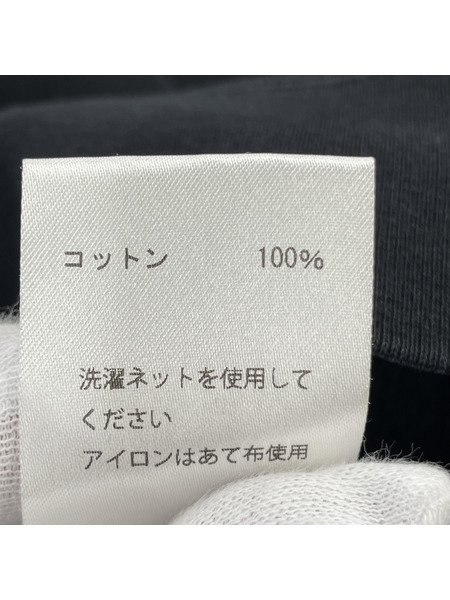 コットン 100%
洗濯ネットを使用して
ください
アイロンはあて布使用